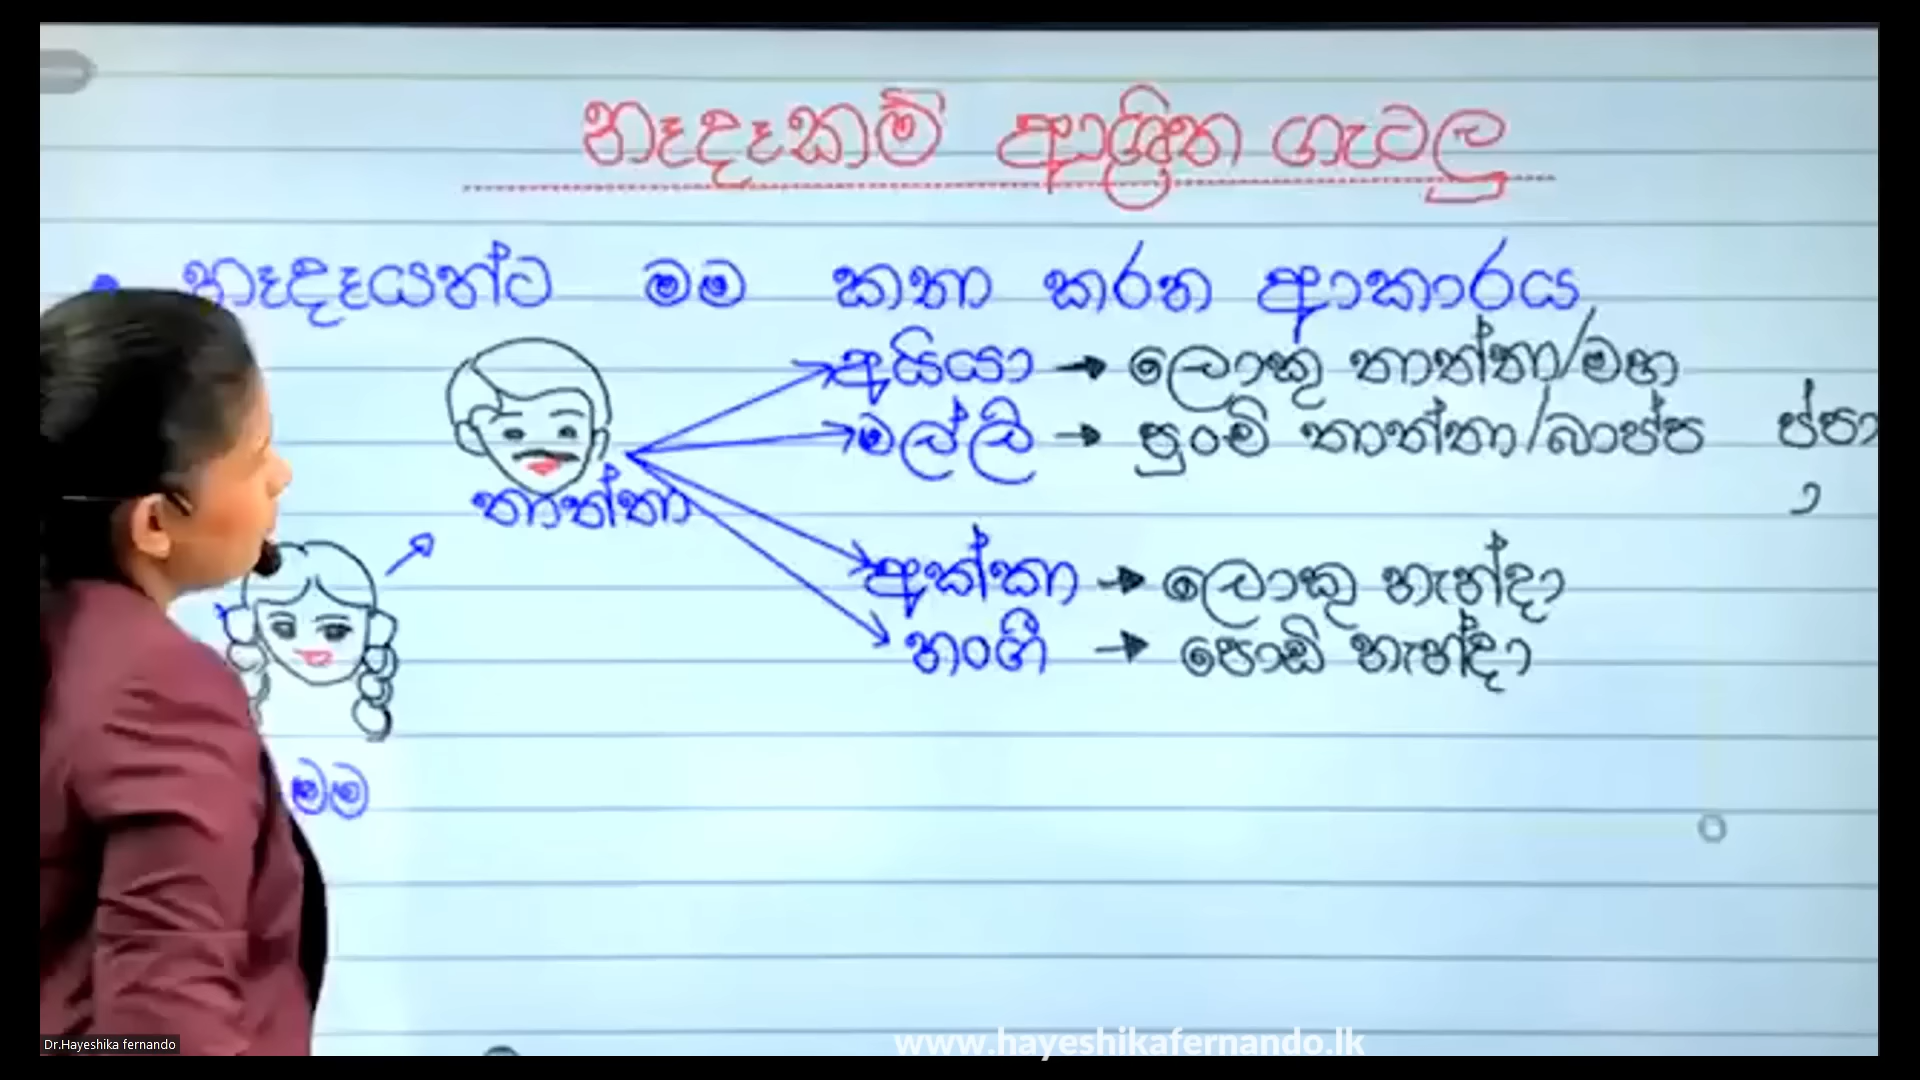 නෑදෑකම් ආශ්‍රිත ගැටලු
නෑදෑයන්ට මම කතා කරන ආකාරය
අයියා → ලොකු තාත්තා/මහ
මල්ලි → පුංචි තාත්තා/බාප්ප ප්පා
තාත්තා
අක්කා → ලොකු නැන්දා
නංගී → පොඩි නැන්දා
මම
Dr.Hayeshika fernando
www.hayeshikafernando.lk